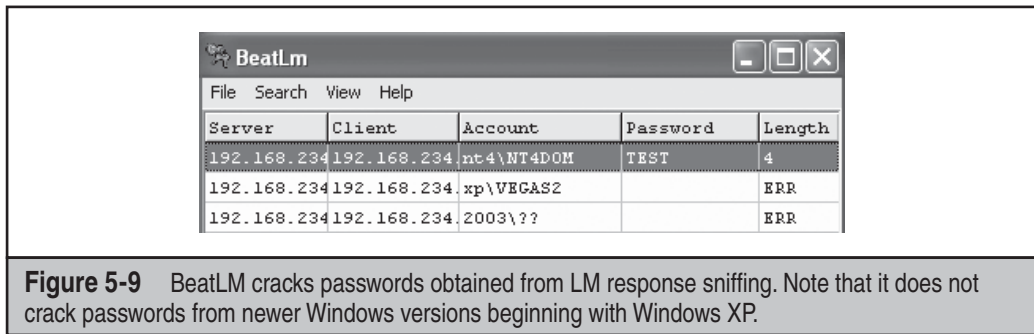 BeatLm
File Search View Help
Server Client Account Password Length
192.168.234 192.168.234. nt4\NT4DOM TEST 4
192.168.234 192.168.234. xp\VEGAS2 ERR
192.168.234 192.168.234. 2003\?? ERR
Figure 5-9 BeatLM cracks passwords obtained from LM response sniffing. Note that it does not
crack passwords from newer Windows versions beginning with Windows XP.